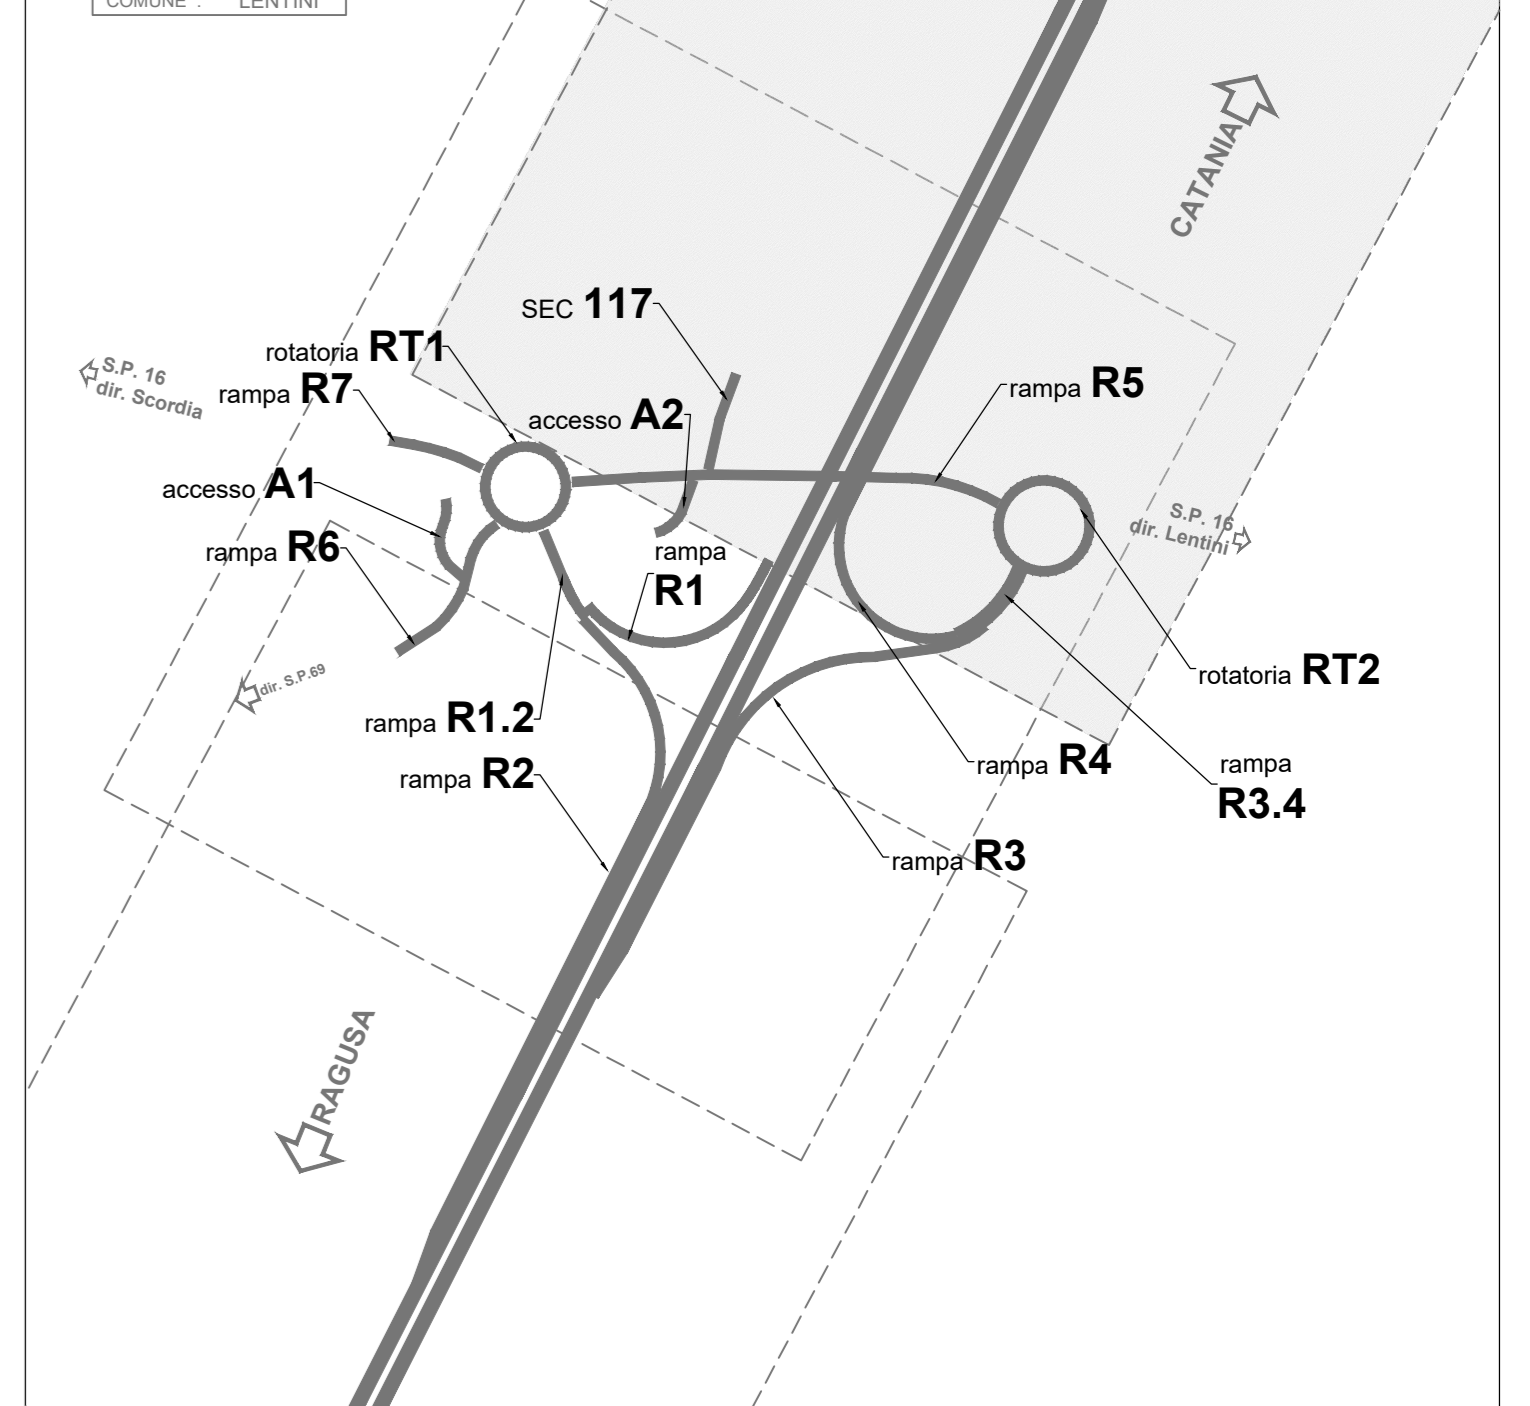 COMUNE : LENTINI
CATANIA
SEC 117
rotatoria RT1
S.P. 16
dir. Scordia
rampa R7
accesso A2
rampa R5
accesso A1
S.P. 16
dir. Lentini
rampa R6
rampa
R1
dir. S.P.69
rotatoria RT2
rampa R1.2
rampa R2
rampa R4
rampa
R3.4
rampa R3
RAGUSA